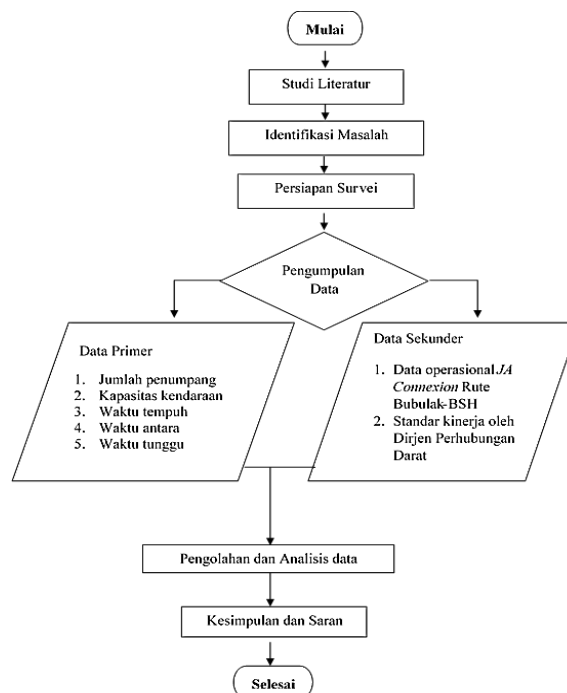 Mulai
Studi Literatur
Identifikasi Masalah
Persiapan Survei
Pengumpulan
Data
Data Primer
1. Jumlah penumpang
2. Kapasitas kendaraan
3. Waktu tempuh
4. Waktu antara
5. Waktu tunggu
Data Sekunder
1. Data operasional JA
Connexion Rute
Bubulak-BSH
2. Standar kinerja oleh
Dirjen Perhubungan
Darat
Pengolahan dan Analisis data
Kesimpulan dan Saran
Selesai